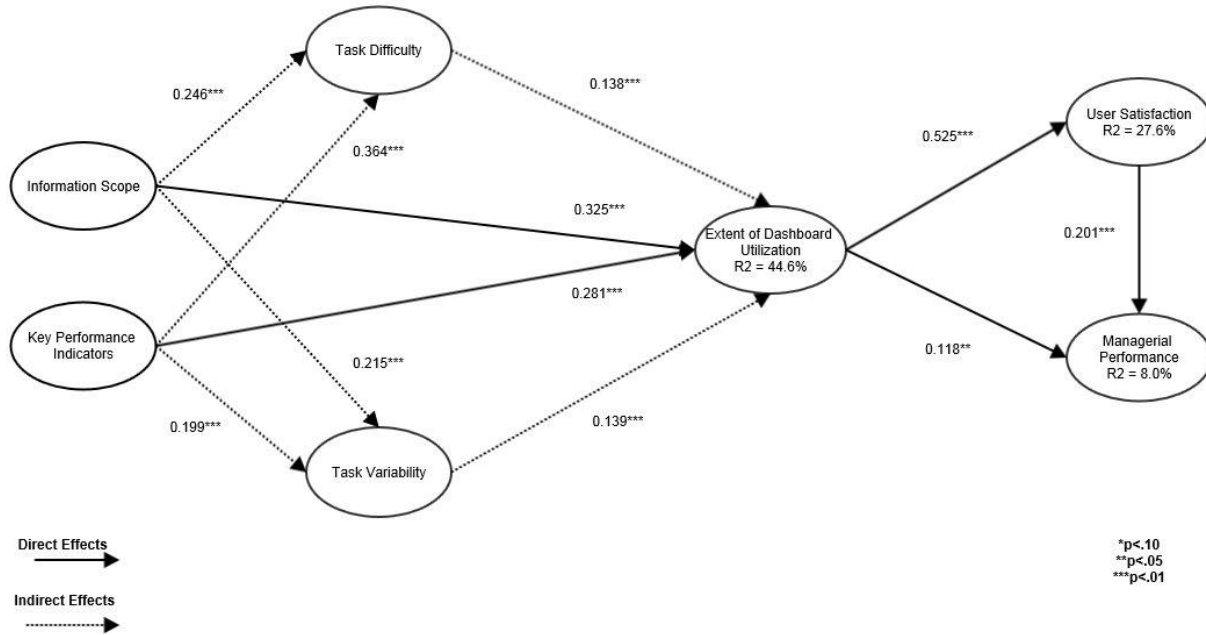 Task Difficulty
0.246***
0.138***
User Satisfaction
R2 = 27.6%
0.525***
0.364***
Information Scope
0.325***
Extent of Dashboard
Utilization
R2 = 44.6%
0.201***
0.281***
Key Performance
Indicators
0.215***
0.118**
Managerial
Performance
R2 = 8.0%
0.199***
0.139***
Task Variability
Direct Effects
Indirect Effects
*p<.10
**p<.05
***p<.01